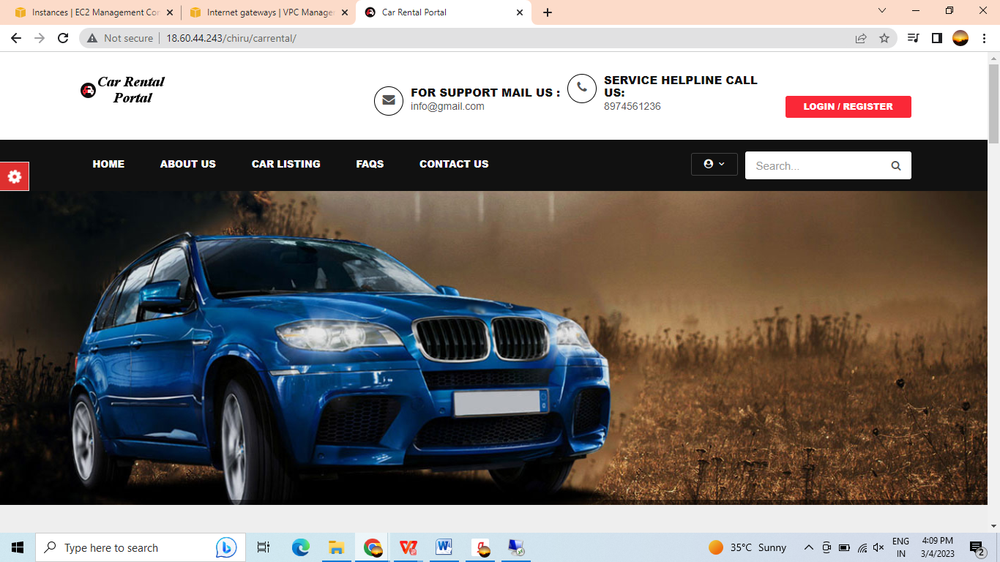 Instances | EC2 Management Con
Internet gateways | VPC Manager
Car Rental Portal
Not secure
18.60.44.243/chiru/carrental/
Car Rental
Portal
FOR SUPPORT MAIL US :
info@gmail.com
SERVICE HELPLINE CALL
US:
8974561236
LOGIN / REGISTER
HOME
ABOUT US
CAR LISTING
FAQS
CONTACT US
Search...
Type here to search
35°C Sunny
ENG
IN
4:09 PM
3/4/2023
2